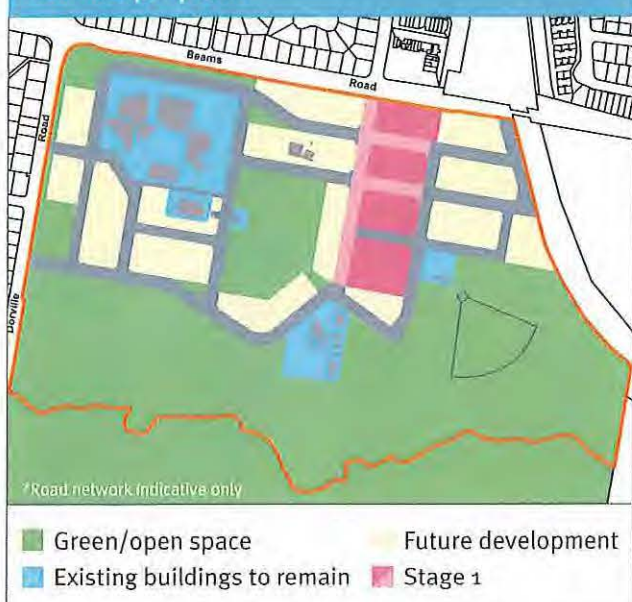 Beams
Road
Road
Dorville
*Road network indicative only
Green/open space
Future development
Existing buildings to remain
Stage 1